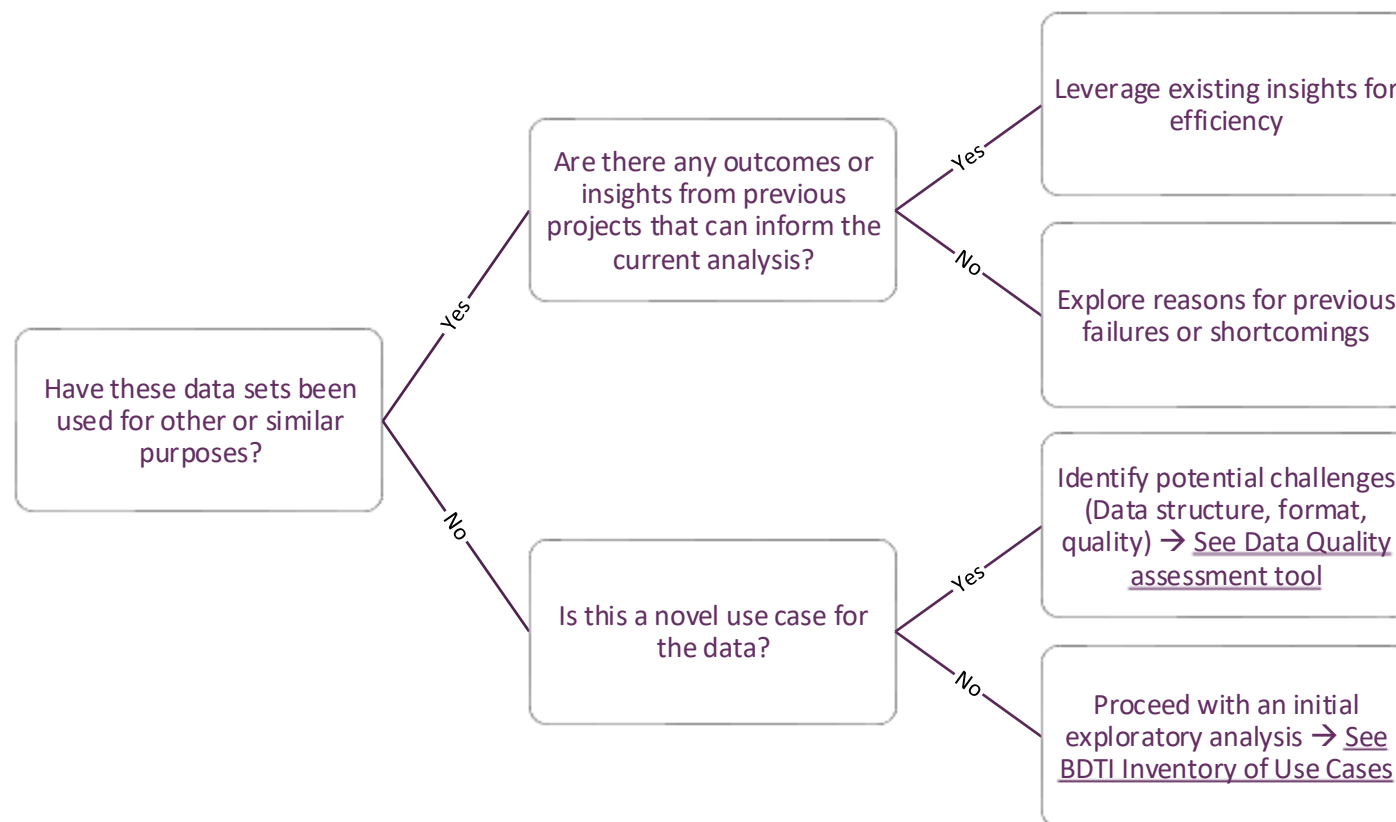 Have these data sets been
used for other or similar
purposes?
Yes
No
Are there any outcomes or
insights from previous
projects that can inform the
current analysis?
Yes
No
Leverage existing insights for
efficiency
Explore reasons for previous
failures or shortcomings
Is this a novel use case for
the data?
Yes
No
Identify potential challenges
(Data structure, format,
quality) → See Data Quality
assessment tool
Proceed with an initial
exploratory analysis → See
BDTI Inventory of Use Cases